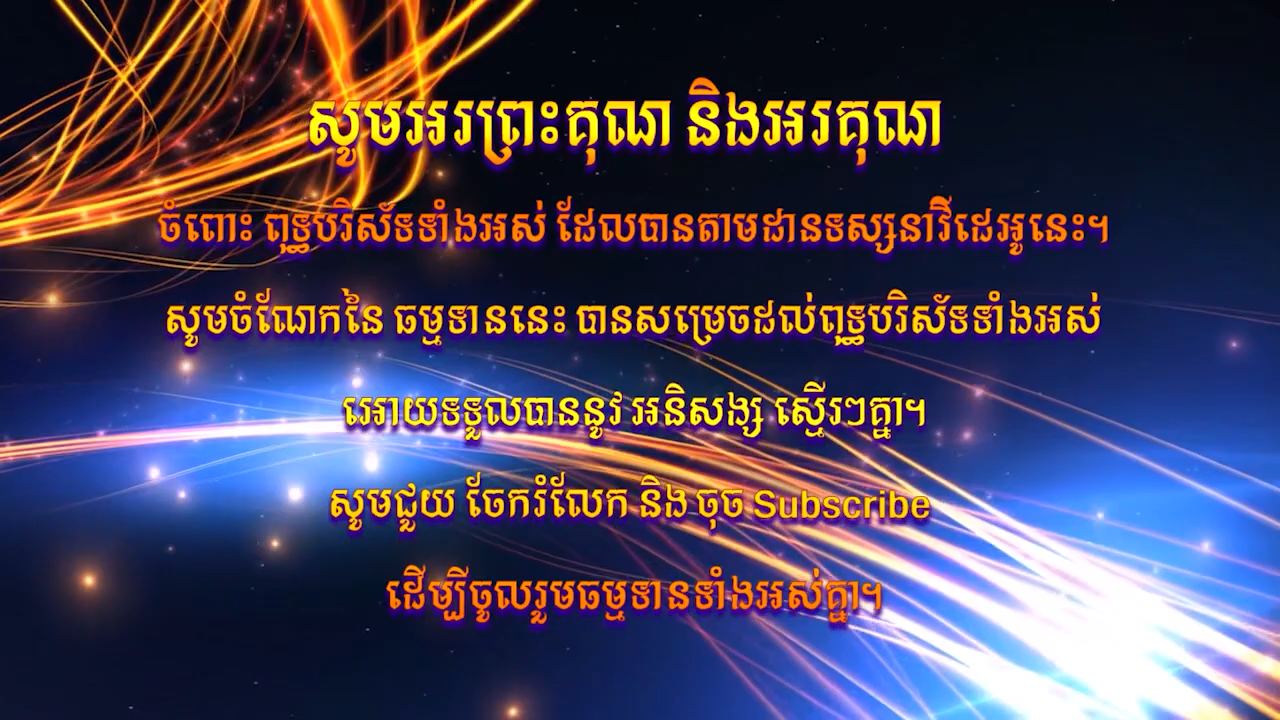 សូមអរព្រះគុណ និងអរគុណ
ចំពោះ ពុទ្ធបរិស័ទទាំងអស់ ដែលបានតាមដានទស្សនាវីដេអូនេះ។
សូមចំណែកនៃ ធម្មទាននេះ បានសម្រេចដល់ពុទ្ធបរិស័ទទាំងអស់
អោយទទួលបាននូវ អនិសង្ស ស្មើរៗគ្នា។
សូមជួយ ចែករំលែក និង ចុច Subscribe
ដើម្បីចូលរួមធម្មទានទាំងអស់គ្នា។